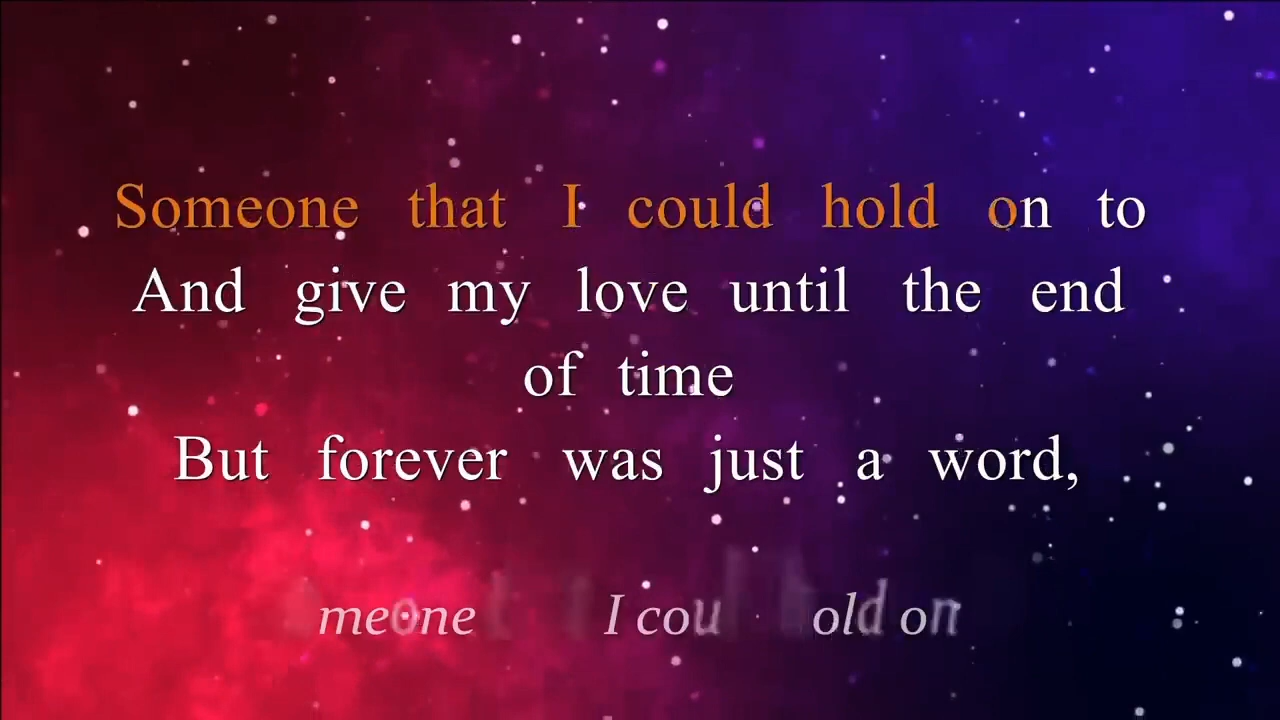 Someone that I could hold on to
And give my love until the end
of time
But forever was just a word,
meone I cou old on